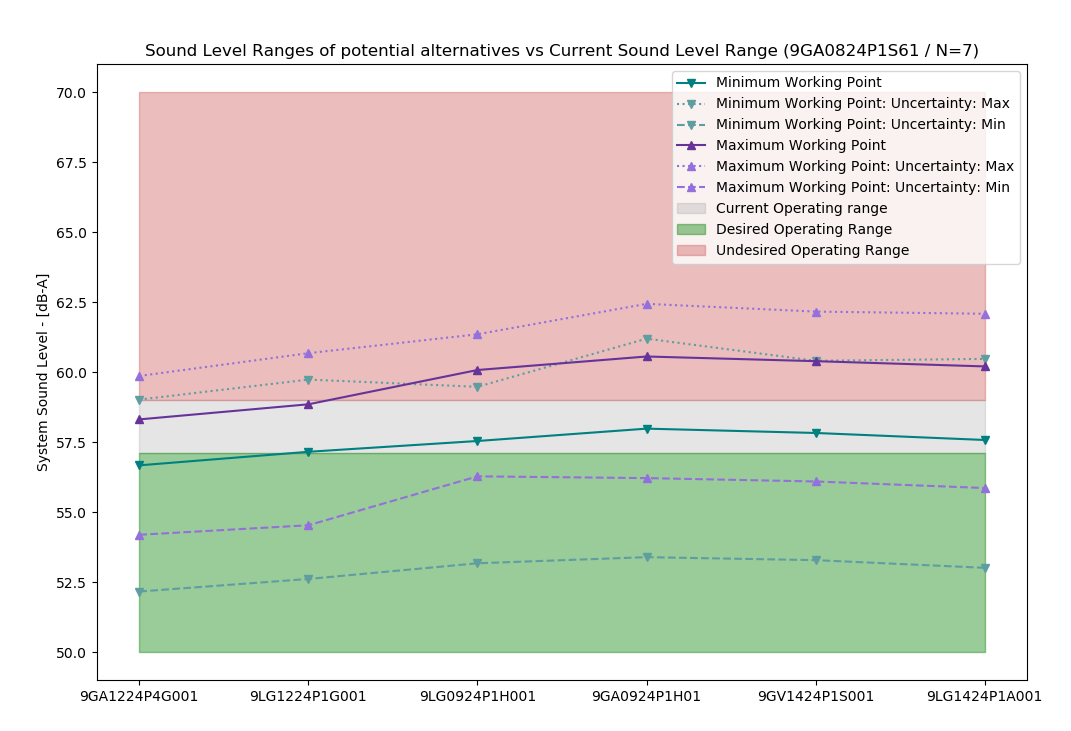 Sound Level Ranges of potential alternatives vs Current Sound Level Range (9GA0824P1S61 / N=7)
Minimum Working Point
Minimum Working Point: Uncertainty: Max
Minimum Working Point: Uncertainty: Min
Maximum Working Point
Maximum Working Point: Uncertainty: Max
Maximum Working Point: Uncertainty: Min
Current Operating range
Desired Operating Range
Undesired Operating Range
System Sound Level - [dB-A]
70.0
67.5
65.0
62.5
60.0
57.5
55.0
52.5
50.0
9GA1224P4G001
9LG1224P1G001
9LG0924P1H001
9GA0924P1H01
9GV1424P1S001
9LG1424P1A001